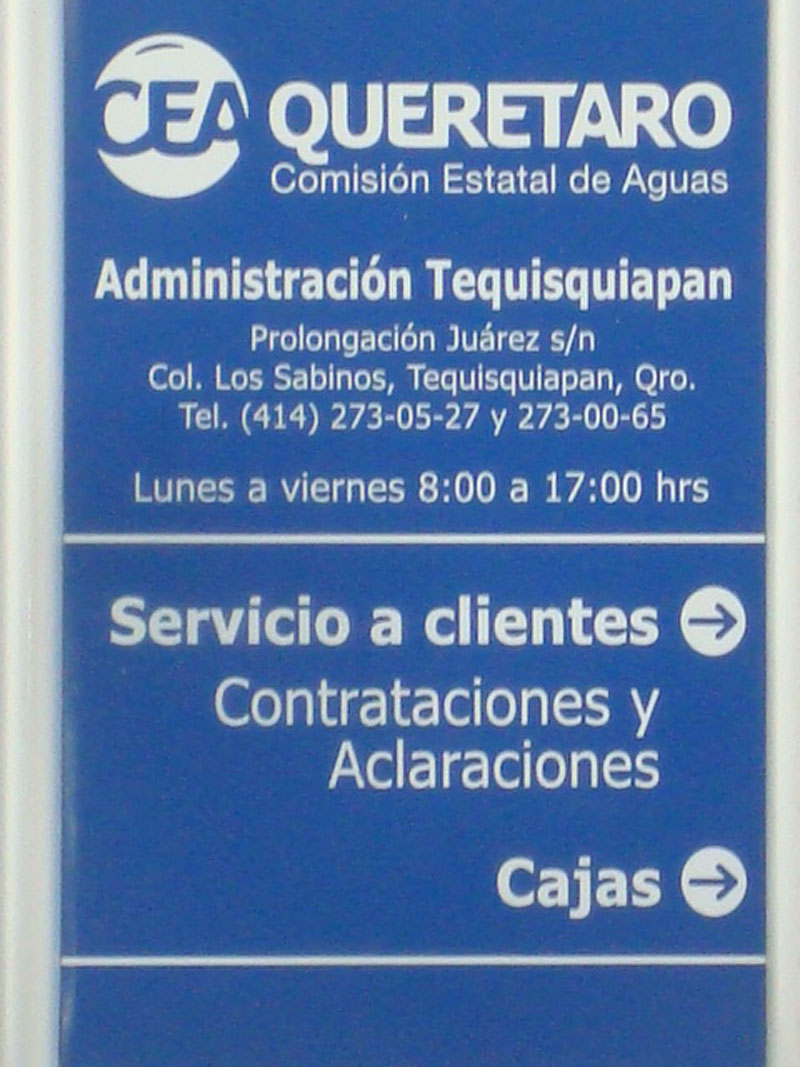 CEA QUERETARO
Comisión Estatal de Aguas
Administración Tequisquiapan
Prolongación Juárez s/n
Col. Los Sabinos, Tequisquiapan, Qro.
Tel. (414) 273-05-27 y 273-00-65
Lunes a viernes 8:00 a 17:00 hrs
Servicio a clientes
Contrataciones y
Aclaraciones
Cajas